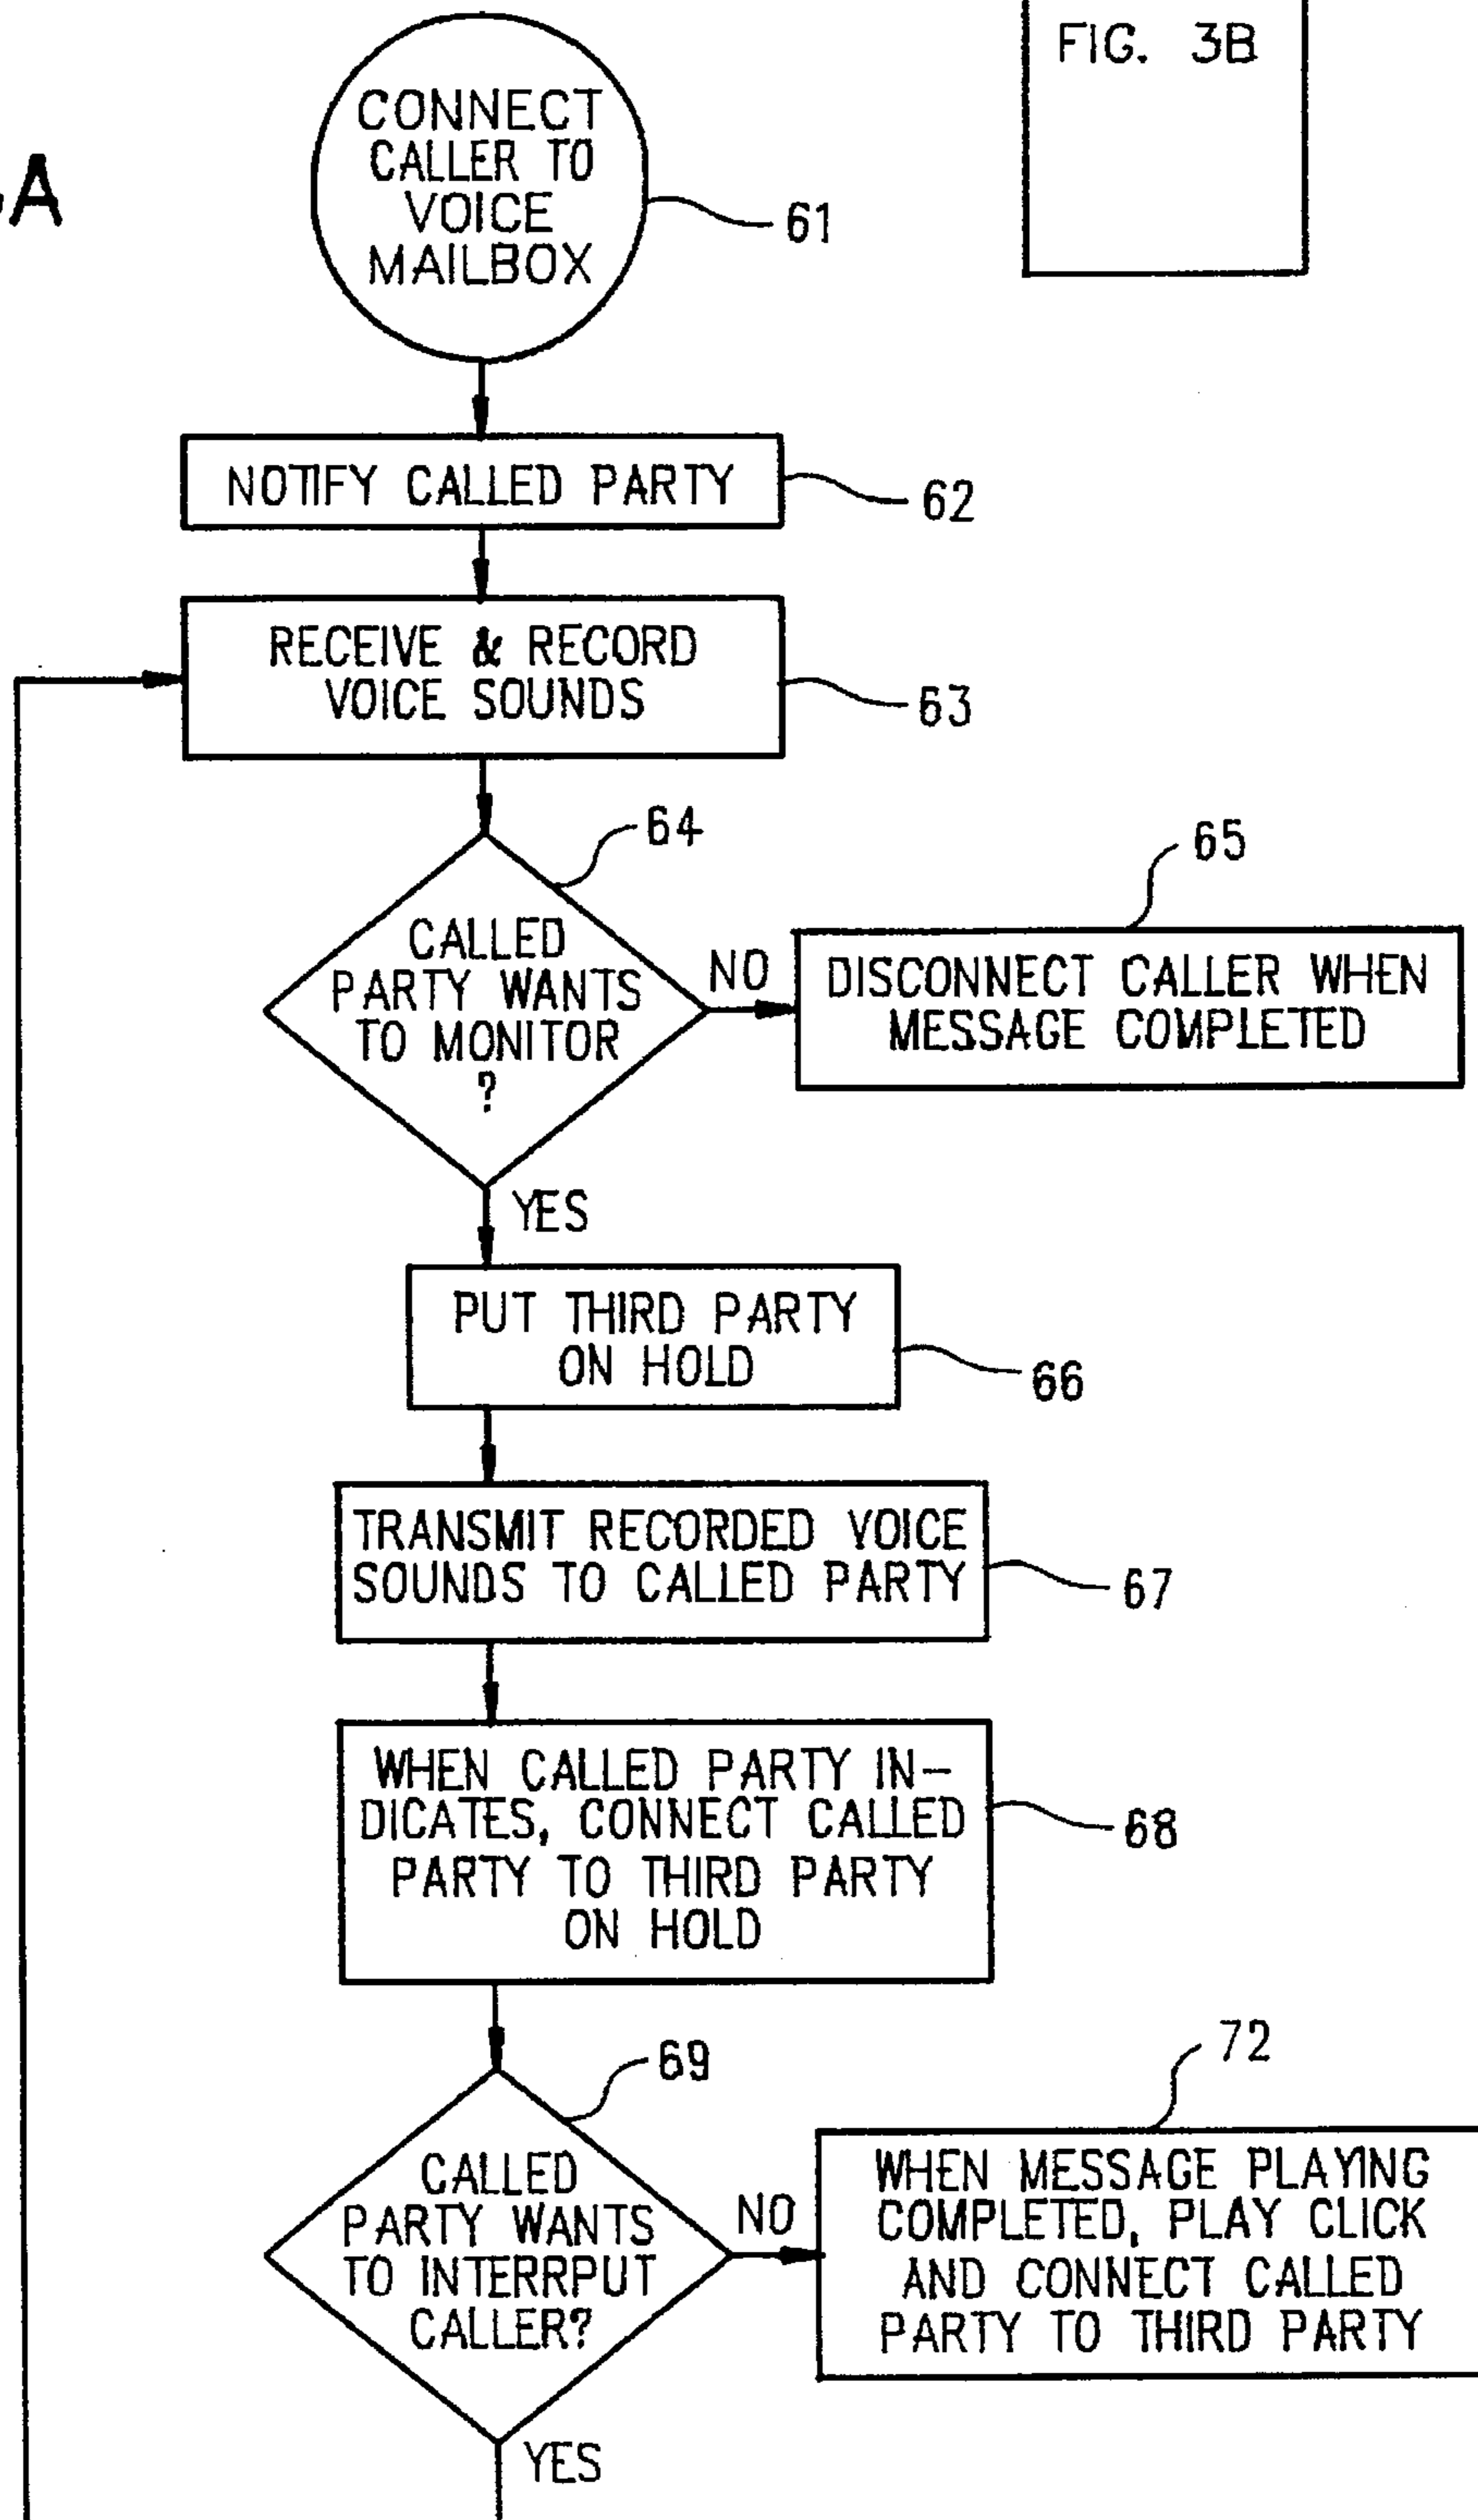 FIG. 3B
A
CONNECT
CALLER TO
VOICE
MAILBOX
61
NOTIFY CALLED PARTY
62
RECEIVE & RECORD
VOICE SOUNDS
63
64
CALLED
PARTY WANTS
TO MONITOR
?
NO
65
DISCONNECT CALLER WHEN
MESSAGE COMPLETED
YES
PUT THIRD PARTY
ON HOLD
66
TRANSMIT RECORDED VOICE
SOUNDS TO CALLED PARTY
67
WHEN CALLED PARTY IN-
DICATES, CONNECT CALLED
PARTY TO THIRD PARTY
ON HOLD
68
69
CALLED
PARTY WANTS
TO INTERRPUT
CALLER?
NO
72
WHEN MESSAGE PLAYING
COMPLETED, PLAY CLICK
AND CONNECT CALLED
PARTY TO THIRD PARTY
YES